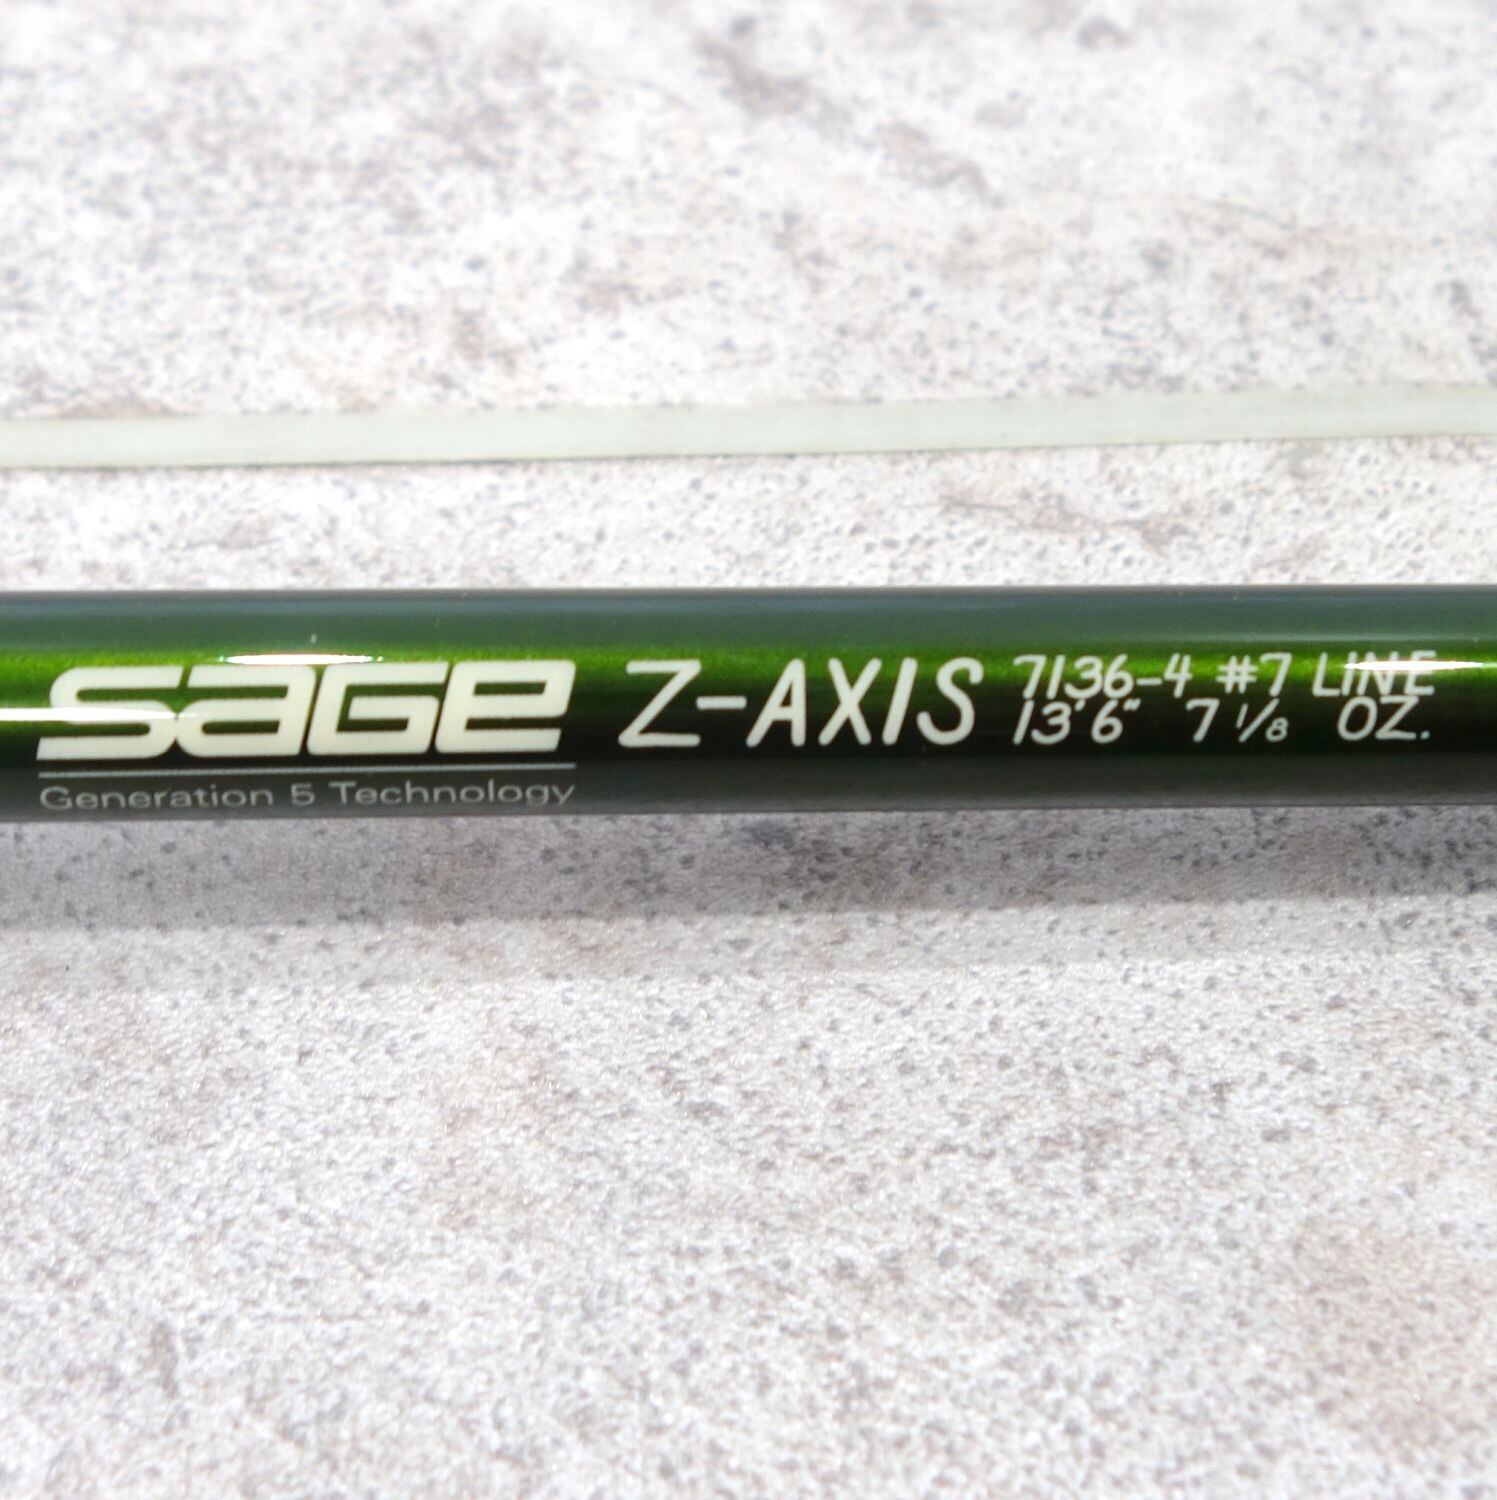 sage Z-AXIS 7136-4 #7 LINE
13'6" 7 1/8 OZ.
Generation 5 Technology